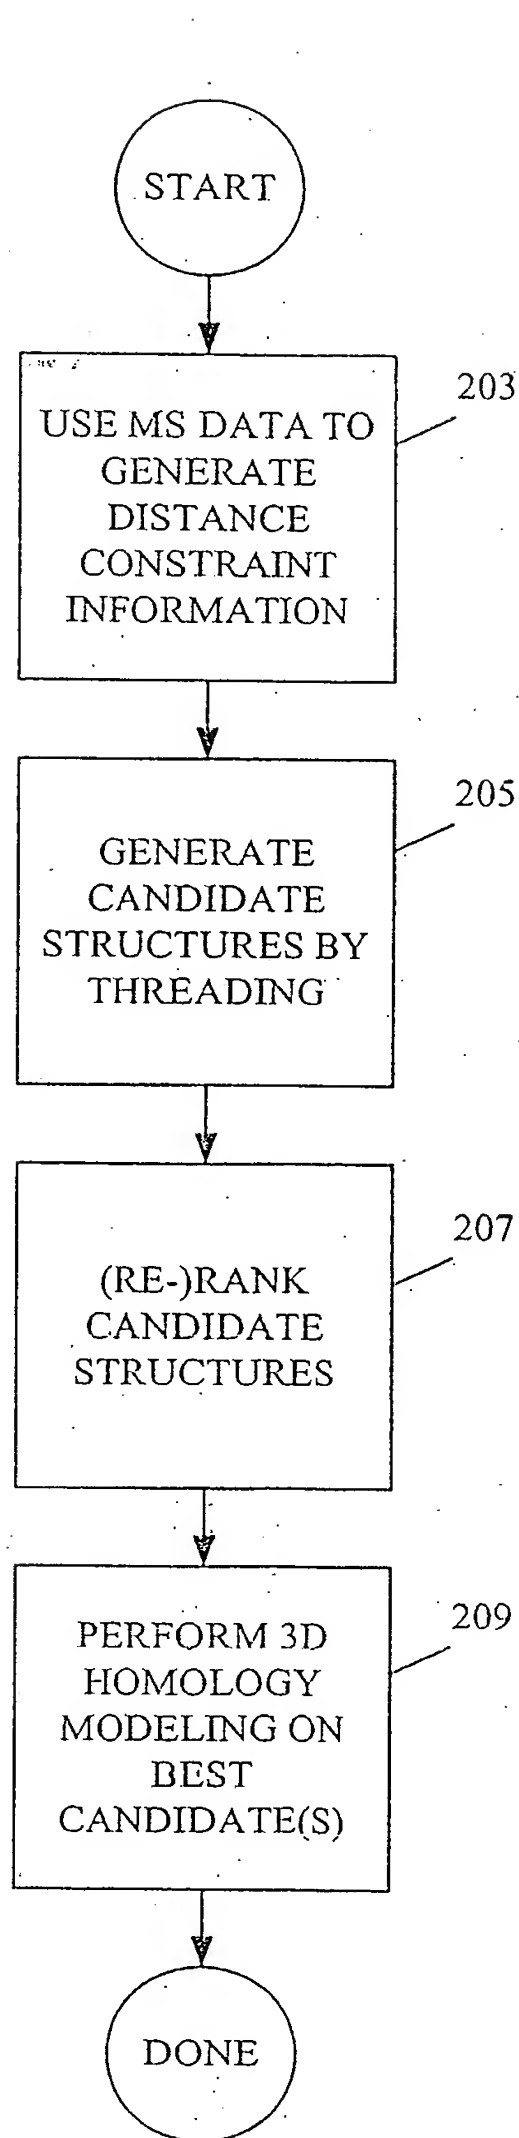 START
203
USE MS DATA TO
GENERATE
DISTANCE
CONSTRAINT
INFORMATION
205
GENERATE
CANDIDATE
STRUCTURES BY
THREADING
207
(RE-)RANK
CANDIDATE
STRUCTURES
209
PERFORM 3D
HOMOLOGY
MODELING ON
BEST
CANDIDATE(S)
DONE